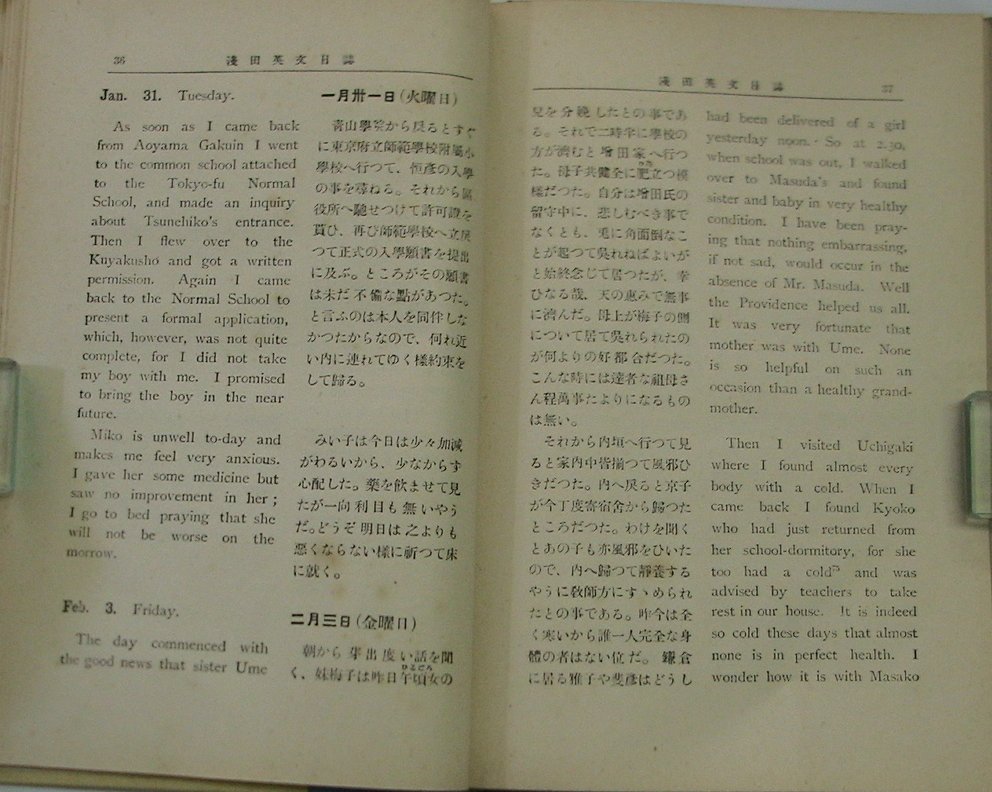 36
淺田英文日誌
Jan. 31. Tuesday.
As soon as I came back
from Aoyama Gakuin I went
to the common school attached
to the Tokyo-fu Normal
School, and made an inquiry
about Tsunehiko's entrance.
Then I flew over to the
Kuyakusho and got a written
permission. Again I came
back to the Normal School to
present a formal application,
which, however, was not quite
complete, for I did not take
my boy with me. I promised
to bring the boy in the near
future.
Miko is unwell to-day and
makes me feel very anxious.
I gave her some medicine but
saw no improvement in her;
I go to bed praying that she
will not be worse on the
morrow.
Feb. 3. Friday.
The day commenced with
the good news that sister Ume
一月卅一日(火曜日)
青山學院から戻るとすぐ
に東京府立師範學校附屬小
學校へ行つて、恒彦の入學
の事を尋ねる。それから區
役所へ馳せつけて許可證を
貰ひ、再び師範學校へ立戾
つて正式の入學願書を提出
に及ぶ。ところがその願書
は未だ不備な點があつた。
と言ふのは本人を同伴しな
かつたからなので、何れ近
い内に連れてゆく樣約束を
して歸る。
みい子は今日は少々加減
がわるいから、少なからず
心配した。藥を飲ませて見
たが一向利目も無いやう
だ。どうぞ明日は之よりも
悪くならない樣に祈つて床
に就く。
二月三日(金曜日)
朝から芽出度い話を聞
く、妹梅子は昨日午頃女の
淺田英文日誌
37
兒を分娩したとの事であ
る。それで二時半に學校の
方が濟むと増田家へ行つ
た。母子共健全に肥立つ模
樣だつた。自分は増田氏の
留守中に、悲しむべき事で
なくとも、兎に角面倒なこ
とが起つて呉れねばよいが
と始終念じて居つたが、幸
ひなる哉、天の惠みで無事
に濟んだ。母上が梅子の側
について居て呉れられたの
が何よりの好都合だつた。
こんな時には達者な祖母さ
ん程萬事たよりになるもの
は無い。
それから内垣へ行つて見
ると家内中皆揃つて風邪ひ
きだつた。内へ戾ると京子
が今丁度寄宿舍から歸つた
ところだつた。わけを聞く
とあの子も亦風邪をひいた
ので、内へ歸つて靜養する
やうに敎師方にすゝめられ
たとの事である。昨今は全
く寒いから誰一人完全な身
體の者はない位だ。鎌倉
に居る雅子や斐彦はどうし
had been delivered of a girl
yesterday noon. So at 2.30,
when school was out, I walked
over to Masuda's and found
sister and baby in very healthy
condition. I have been pray-
ing that nothing embarrassing,
if not sad, would occur in the
absence of Mr. Masuda. Well
the Providence helped us all.
It was very fortunate that
mother was with Ume. None
is so helpful on such an
occasion than a healthy grand-
mother.
Then I visited Uchigaki
where I found almost every
body with a cold. When I
came back I found Kyoko
who had just returned from
her school-dormitory, for she
too had a cold and was
advised by teachers to take
rest in our house. It is indeed
so cold these days that almost
none is in perfect health. I
wonder how it is with Masako